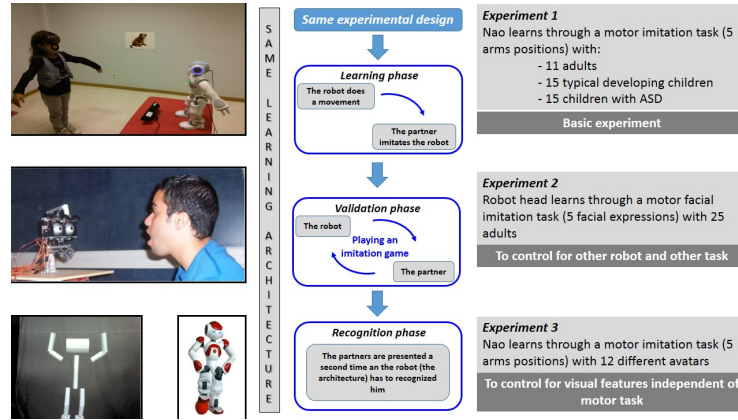 SAME LEARNING ARCHITECTURE
Same experimental design
Learning phase
The robot does
a movement
The partner
imitates the robot
Validation phase
The robot
Playing an
imitation game
The partner
Recognition phase
The partners are presented a
second time an the robot (the
architecture) has to recognized
him
Experiment 1
Nao learns through a motor imitation task (5
arms positions) with:
- 11 adults
- 15 typical developing children
- 15 children with ASD
Basic experiment
Experiment 2
Robot head learns through a motor facial
imitation task (5 facial expressions) with 25
adults
To control for other robot and other task
Experiment 3
Nao learns through a motor imitation task (5
arms positions) with 12 different avatars
To control for visual features independent of
motor task